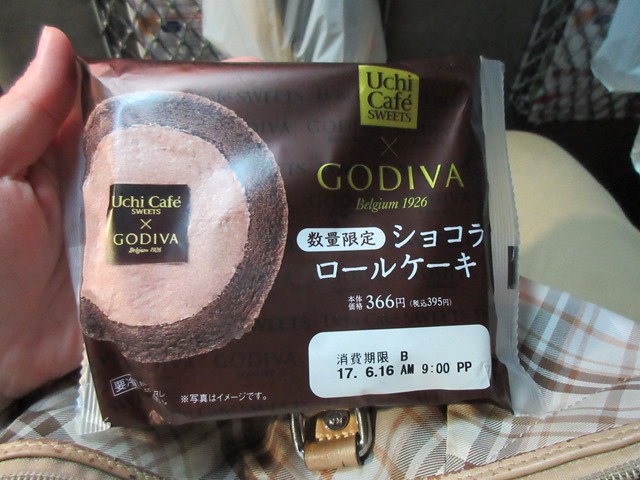 Uchi
Café
SWEETS
×
GODIVA
Belgium 1926
数量限定 ショコラ
ロールケーキ
本体
価格 366円 (税込395円)
消費期限 B
17. 6.16 AM 9:00 PP
Uchi Café
SWEETS
×
GODIVA
Belgium 1926
要冷
※写真はイメージです。